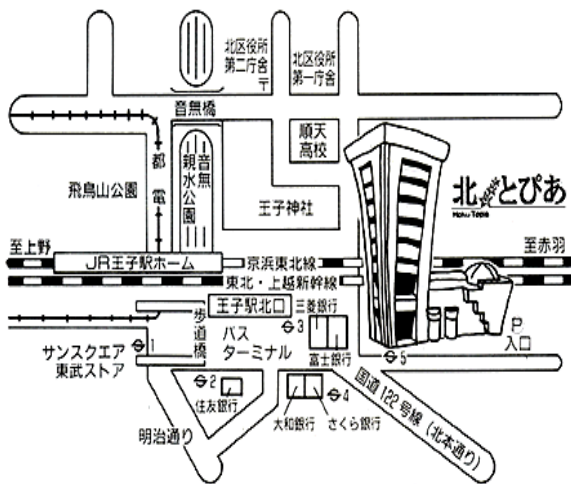 北区役所
第二庁舎
〒
北区役所
第一庁舎
音無橋
順天
高校
都電
音無
親水公園
飛鳥山公園
王子神社
北とぴあ
Hoku Topia
至上野
JR王子駅ホーム
京浜東北線
至赤羽
東北・上越新幹線
王子駅北口
三菱銀行
歩道橋
1
3
バス
ターミナル
富士銀行
5
P
入口
サンスクエア
東武ストア
2
住友銀行
4
大和銀行
さくら銀行
明治通り
国道122号線(北本通り)